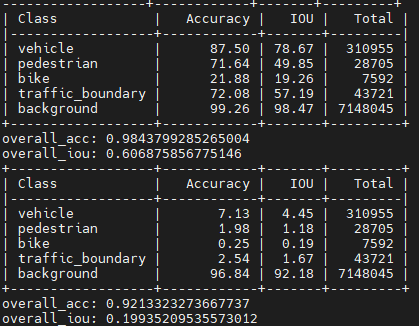 +------------------+------------+-------+---------+
| Class | Accuracy | IOU | Total |
+------------------+------------+-------+---------+
| vehicle | 87.50 | 78.67 | 310955 |
| pedestrian | 71.64 | 49.85 | 28705 |
| bike | 21.88 | 19.26 | 7592 |
| traffic_boundary | 72.08 | 57.19 | 43721 |
| background | 99.26 | 98.47 | 7148045 |
+------------------+------------+-------+---------+
overall_acc: 0.9843799285265004
overall_iou: 0.606875856775146
+------------------+------------+-------+---------+
| Class | Accuracy | IOU | Total |
+------------------+------------+-------+---------+
| vehicle | 7.13 | 4.45 | 310955 |
| pedestrian | 1.98 | 1.18 | 28705 |
| bike | 0.25 | 0.19 | 7592 |
| traffic_boundary | 2.54 | 1.67 | 43721 |
| background | 96.84 | 92.18 | 7148045 |
+------------------+------------+-------+---------+
overall_acc: 0.9213323273667737
overall_iou: 0.19935209535573012